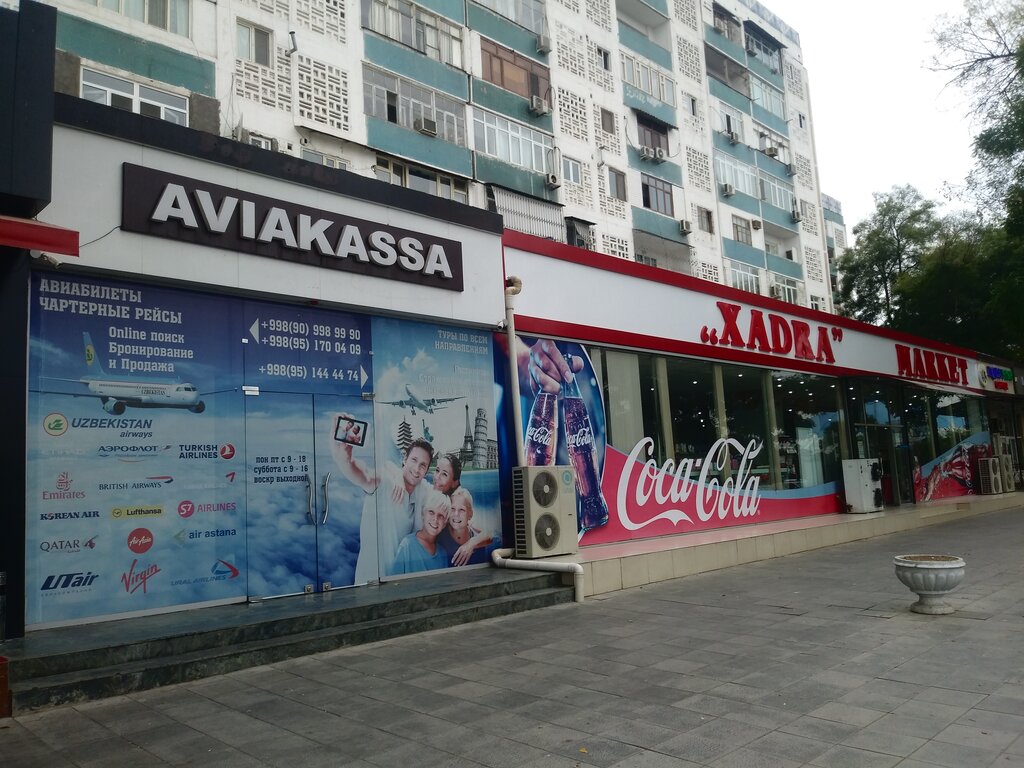 AVIAKASSA
АВИАБИЛЕТЫ
ЧАРТЕРНЫЕ РЕЙСЫ
Online поиск
Бронирование
и Продажа
+998(90) 998 99 90
+998(95) 170 04 09
+998(95) 144 44 74
ТУРЫ ПО ВСЕМ
НАПРАВЛЕНИЯМ
UZBEKISTAN
airways
АЭРОФЛОТ
TURKISH
AIRLINES
Emirates
BRITISH AIRWAYS
KOREAN AIR
Lufthansa
S7 AIRLINES
QATAR
AirAsia
air astana
UTair
Virgin
URAL AIRLINES
пон пт с 9 - 18
суббота с 9 - 16
воскр выходной
„XADRA”
MARKET
Coca-Cola
Coca-Cola
Coca-Cola